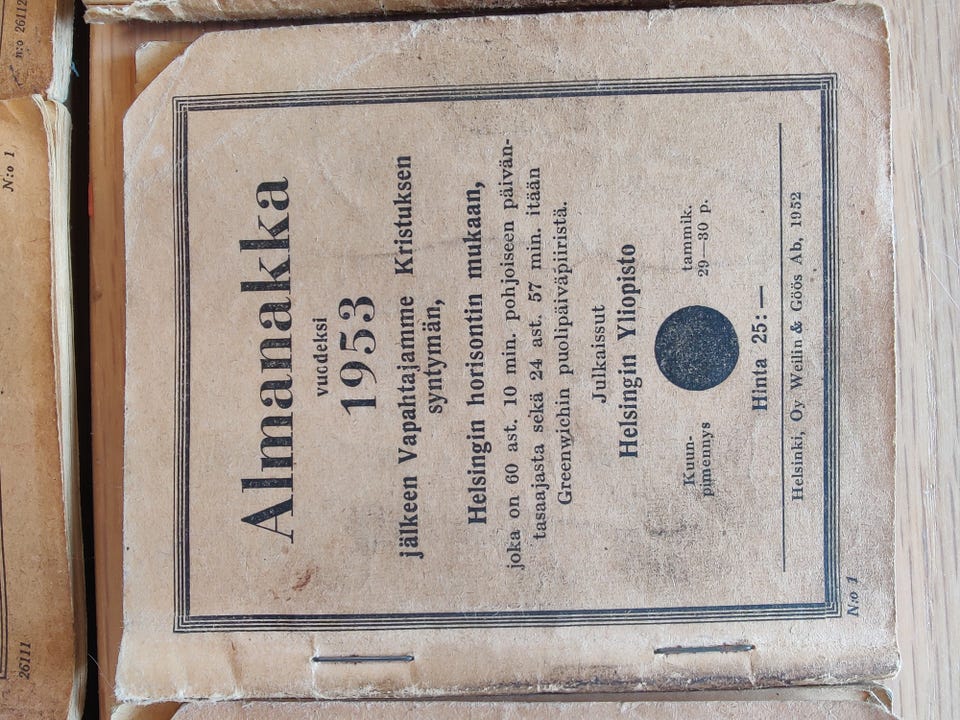 Almanakka
vuodeksi
1953
jälkeen Vapahtajamme Kristuksen
syntymän,
Helsingin horisontin mukaan,
joka on 60 ast. 10 min. pohjoiseen päivän-
tasaajasta sekä 24 ast. 57 min. itään
Greenwichin puolipäiväpiiristä.
Julkaissut
Helsingin Yliopisto
Kuun-
pimennys
tammik.
29—30 p.
Hinta 25: —
Helsinki, Oy Weilin & Göös Ab, 1952
N:o 1
N:o 1
26111
n:o 26112